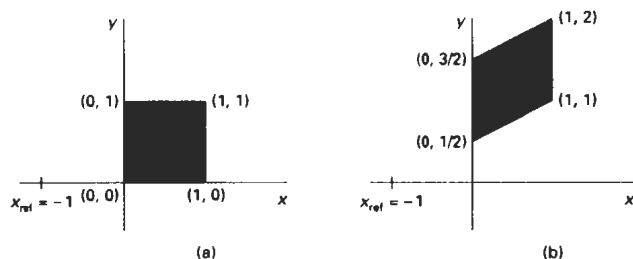 y
(0, 1)
(1, 1)
x_ref = −1
(0, 0)
(1, 0)
x
(a)
y
(1, 2)
(0, 3/2)
(1, 1)
(0, 1/2)
x_ref = −1
x
(b)